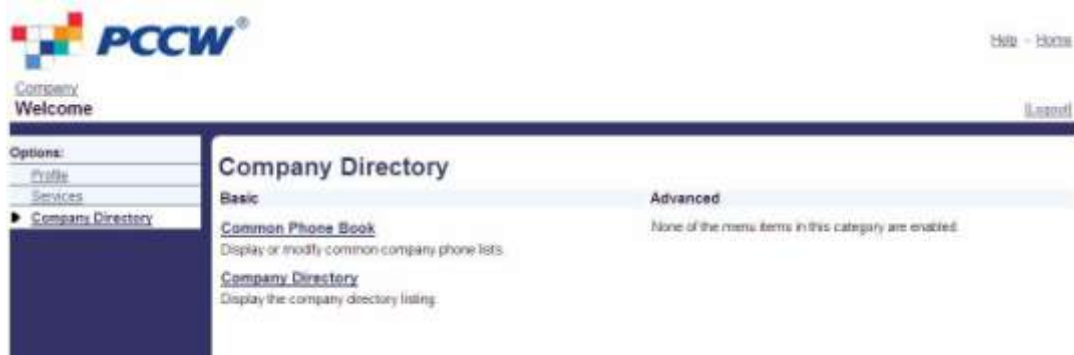 PCCW®
Help - Home
Company
Welcome
[Logout]
Options:
Profile
Services
Company Directory
Company Directory
Basic
Advanced
Common Phone Book
Display or modify common company phone lists.
None of the menu items in this category are enabled.
Company Directory
Display the company directory listing.